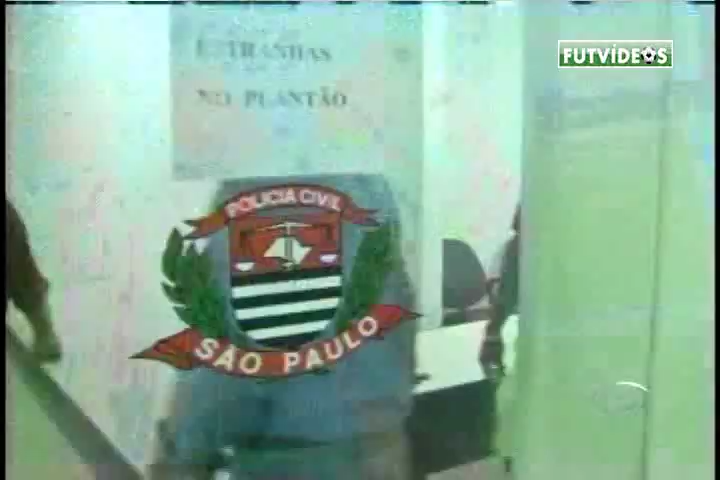 FUTVÍDEOS
ESTRANHAS
NO PLANTÃO
POLICIA CIVIL
SÃO PAULO